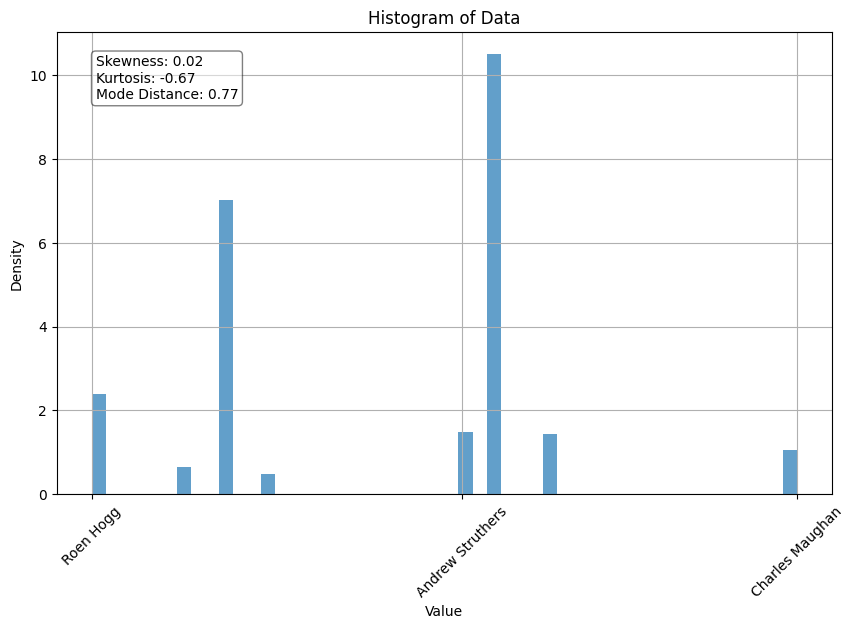 Histogram of Data
Skewness: 0.02
Kurtosis: -0.67
Mode Distance: 0.77
Density
10
8
6
4
2
0
Roen Hogg
Andrew Struthers
Charles Maughan
Value